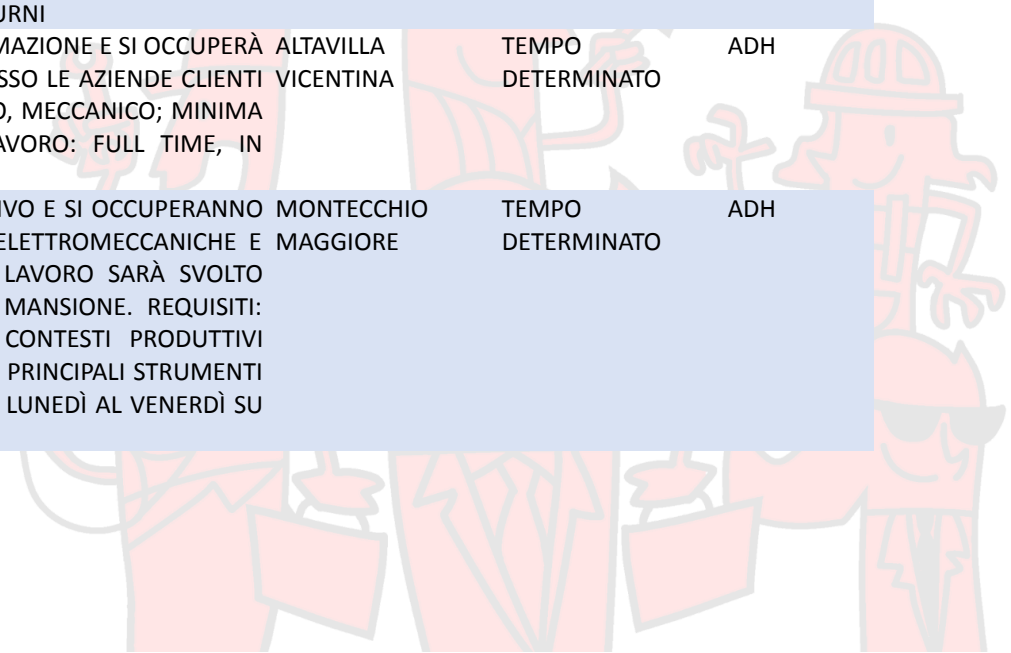 URNI
MAZIONE E SI OCCUPERÀ ALTAVILLA TEMPO ADH
SSO LE AZIENDE CLIENTI VICENTINA DETERMINATO
O, MECCANICO; MINIMA
AVORO: FULL TIME, IN
IVO E SI OCCUPERANNO MONTECCHIO TEMPO ADH
ELETTROMECCANICHE E MAGGIORE DETERMINATO
LAVORO SARÀ SVOLTO
MANSIONE. REQUISITI:
CONTESTI PRODUTTIVI
PRINCIPALI STRUMENTI
LUNEDÌ AL VENERDÌ SU